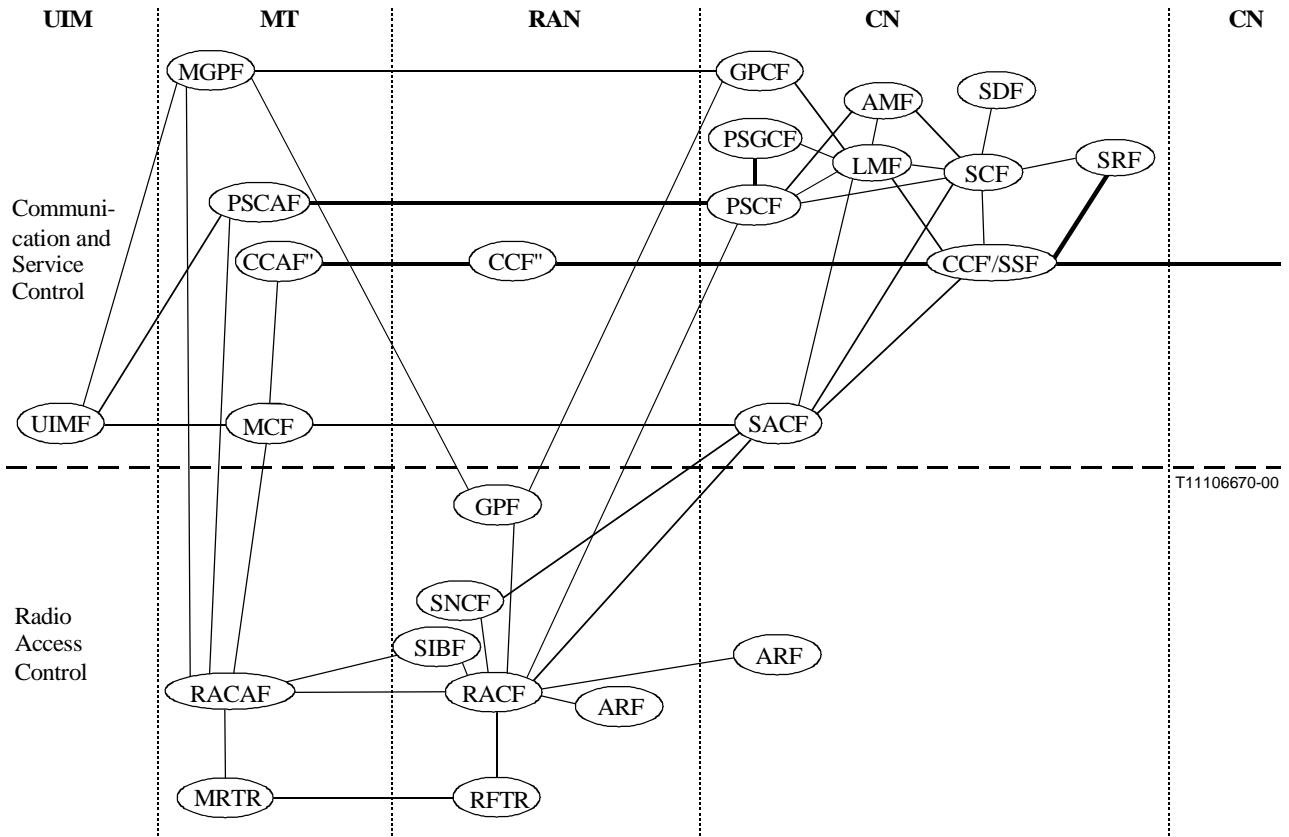 UIM
MT
RAN
CN
CN
MGPF
GPCF
SDF
AMF
PSGCF
SRF
LMF
SCF
PSCAF
PSCF
Communi-
cation and
Service
Control
CCAF"
CCF"
CCF'/SSF
UIMF
MCF
SACF
T11106670-00
GPF
SNCF
Radio
Access
Control
SIBF
ARF
RACAF
RACF
ARF
MRTR
RFTR